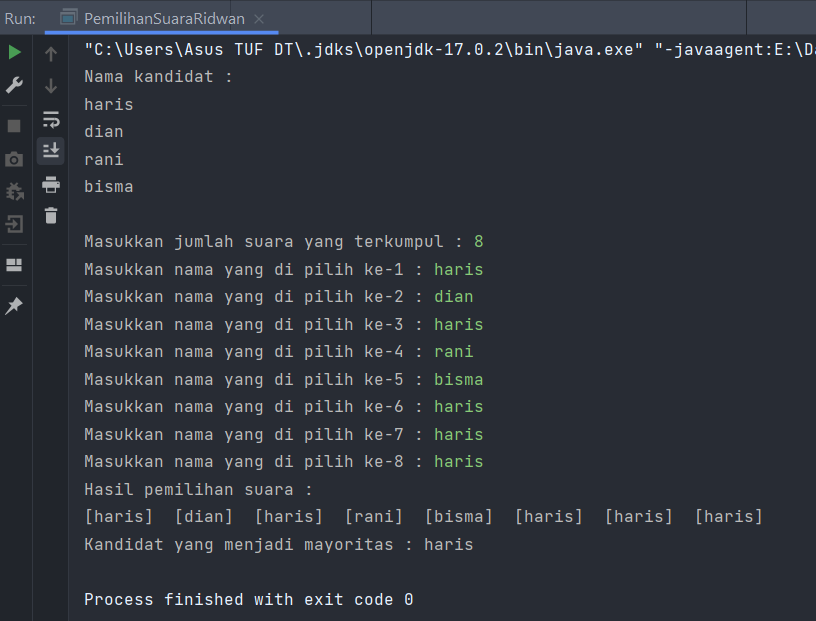 Run: PemilihanSuaraRidwan
"C:\Users\Asus TUF DT\.jdks\openjdk-17.0.2\bin\java.exe" "-javaagent:E:\Da
Nama kandidat :
haris
dian
rani
bisma
Masukkan jumlah suara yang terkumpul : 8
Masukkan nama yang di pilih ke-1 : haris
Masukkan nama yang di pilih ke-2 : dian
Masukkan nama yang di pilih ke-3 : haris
Masukkan nama yang di pilih ke-4 : rani
Masukkan nama yang di pilih ke-5 : bisma
Masukkan nama yang di pilih ke-6 : haris
Masukkan nama yang di pilih ke-7 : haris
Masukkan nama yang di pilih ke-8 : haris
Hasil pemilihan suara :
[haris]  [dian]  [haris]  [rani]  [bisma]  [haris]  [haris]  [haris]
Kandidat yang menjadi mayoritas : haris
Process finished with exit code 0